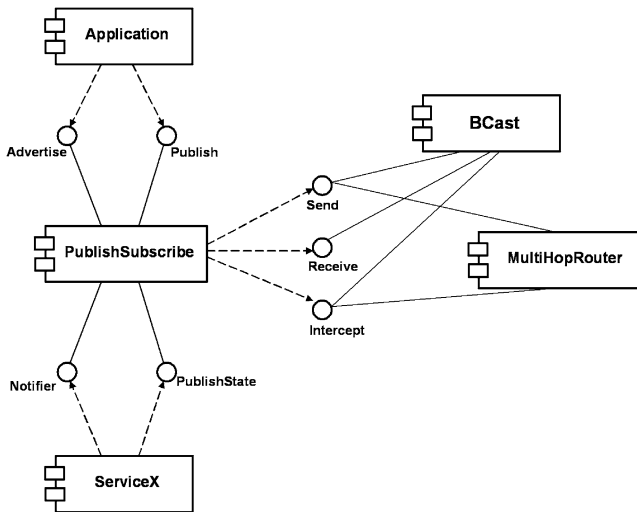 Application
BCast
Advertise
Publish
Send
PublishSubscribe
Receive
MultiHopRouter
Intercept
Notifier
PublishState
ServiceX